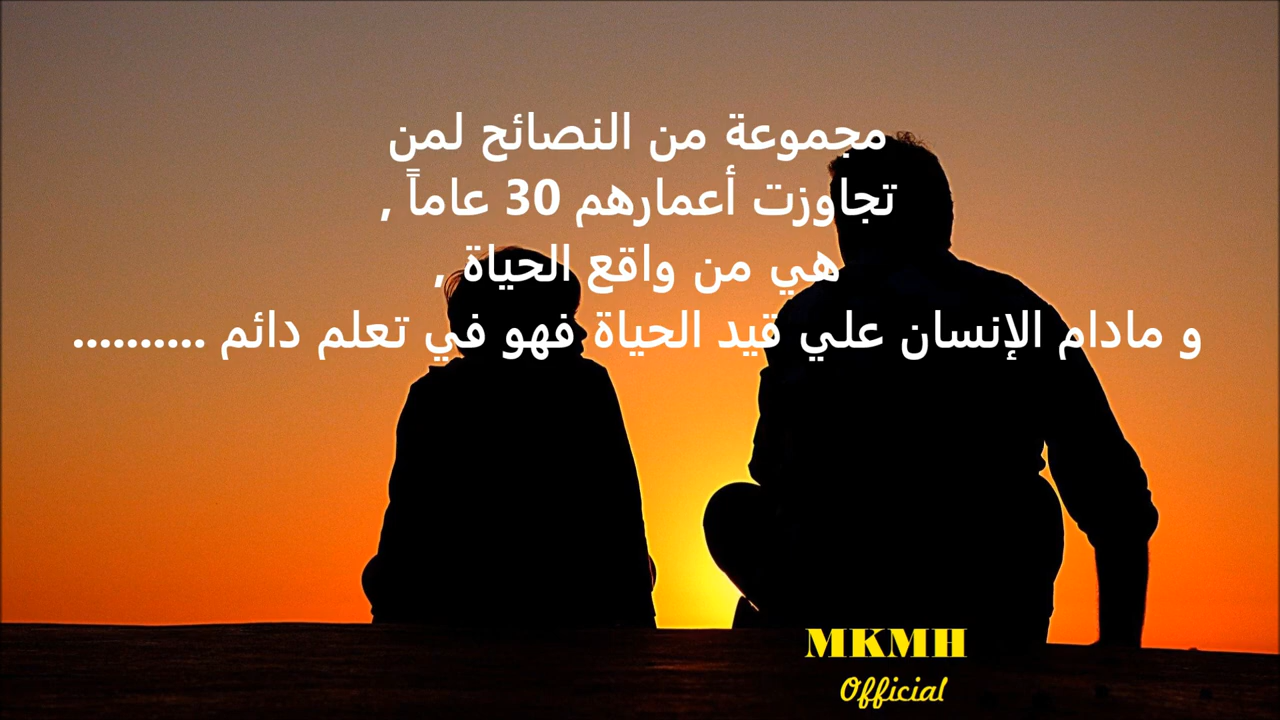 مجموعة من النصائح لمن
تجاوزت أعمارهم 30 عاماً ,
هي من واقع الحياة ,
و مادام الإنسان علي قيد الحياة فهو في تعلم دائم ..........
MKMH
Official